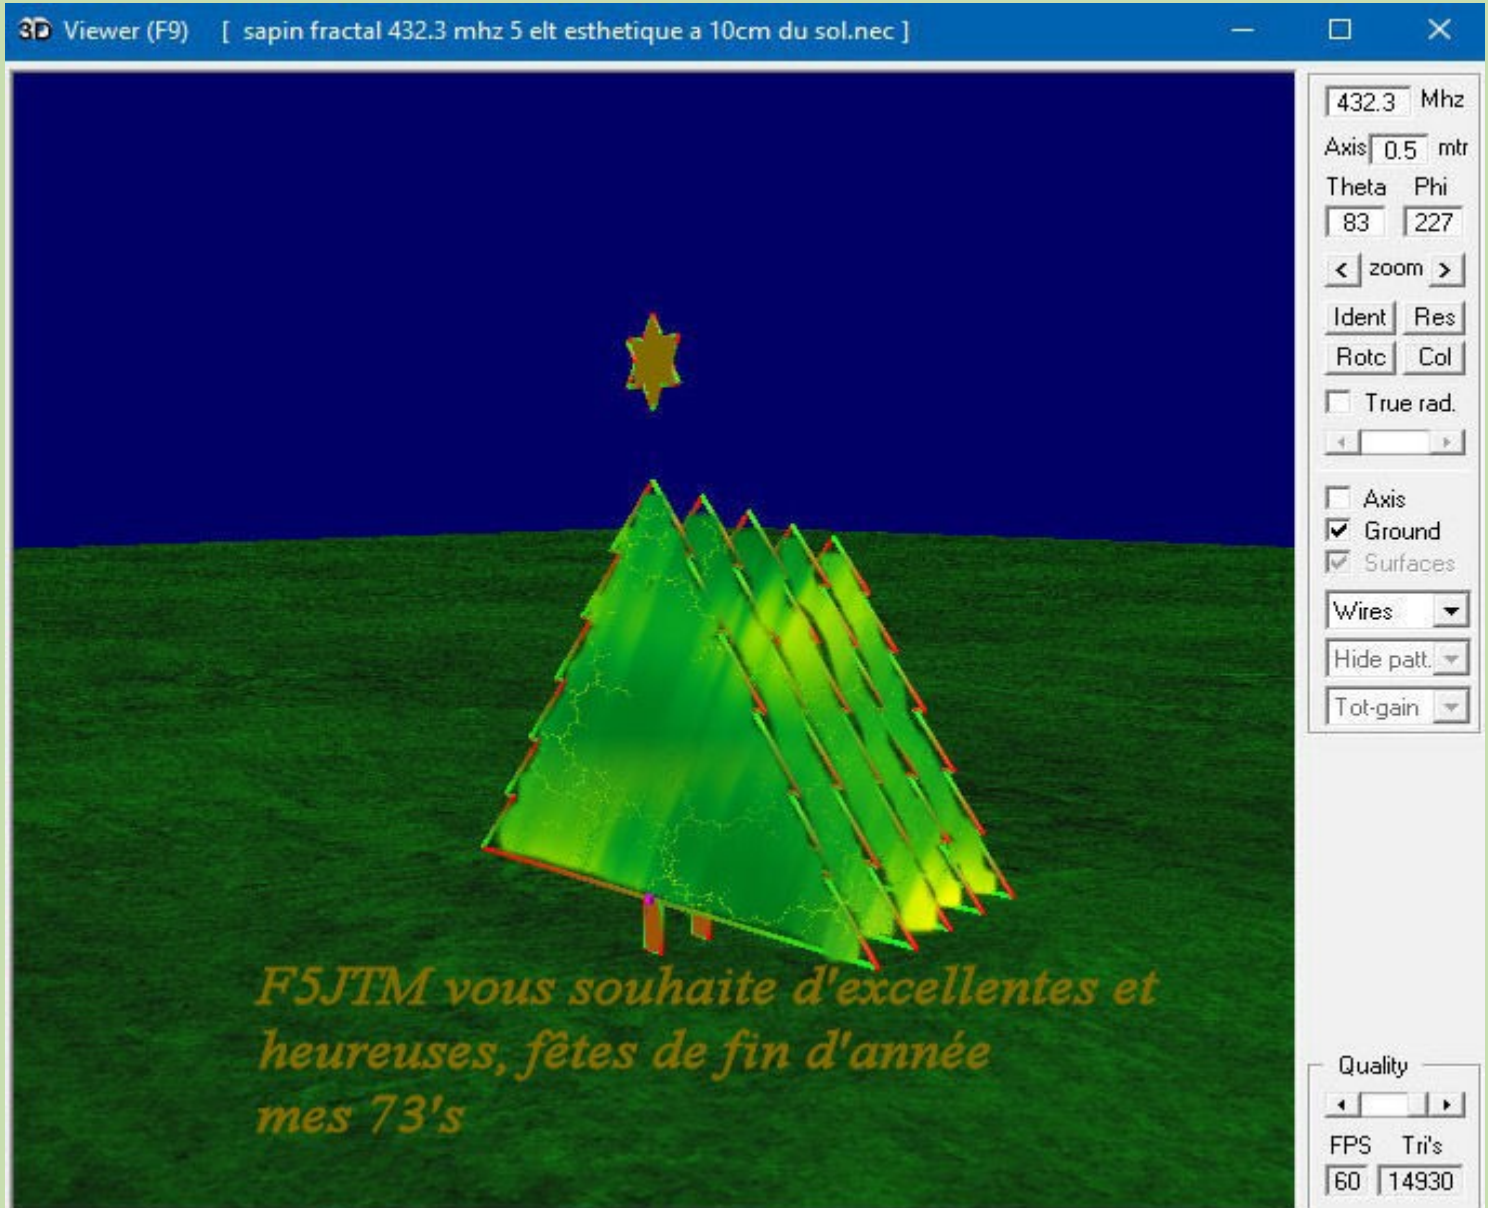 3D Viewer (F9) [ sapin fractal 432.3 mhz 5 elt esthetique a 10cm du sol.nec ]
432.3 Mhz
Axis 0.5 mtr
Theta Phi
83 227
< zoom >
Ident Res
Rotc Col
True rad.
Axis
Ground
Surfaces
Wires
Hide patt.
Tot-gain
F5JTM vous souhaite d'excellentes et
heureuses, fêtes de fin d'année
mes 73's
Quality
FPS Tri's
60 14930